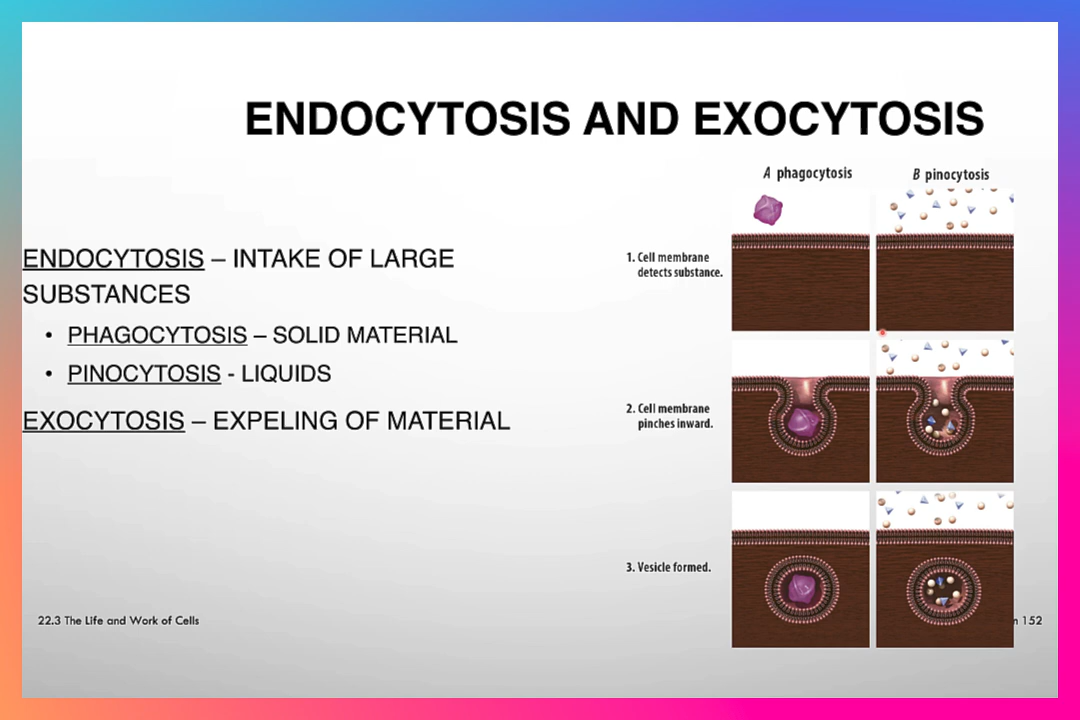 ENDOCYTOSIS AND EXOCYTOSIS
A phagocytosis
B pinocytosis
ENDOCYTOSIS – INTAKE OF LARGE
SUBSTANCES
• PHAGOCYTOSIS – SOLID MATERIAL
• PINOCYTOSIS - LIQUIDS
EXOCYTOSIS – EXPELING OF MATERIAL
1. Cell membrane
detects substance.
2. Cell membrane
pinches inward.
3. Vesicle formed.
22.3 The Life and Work of Cells
152